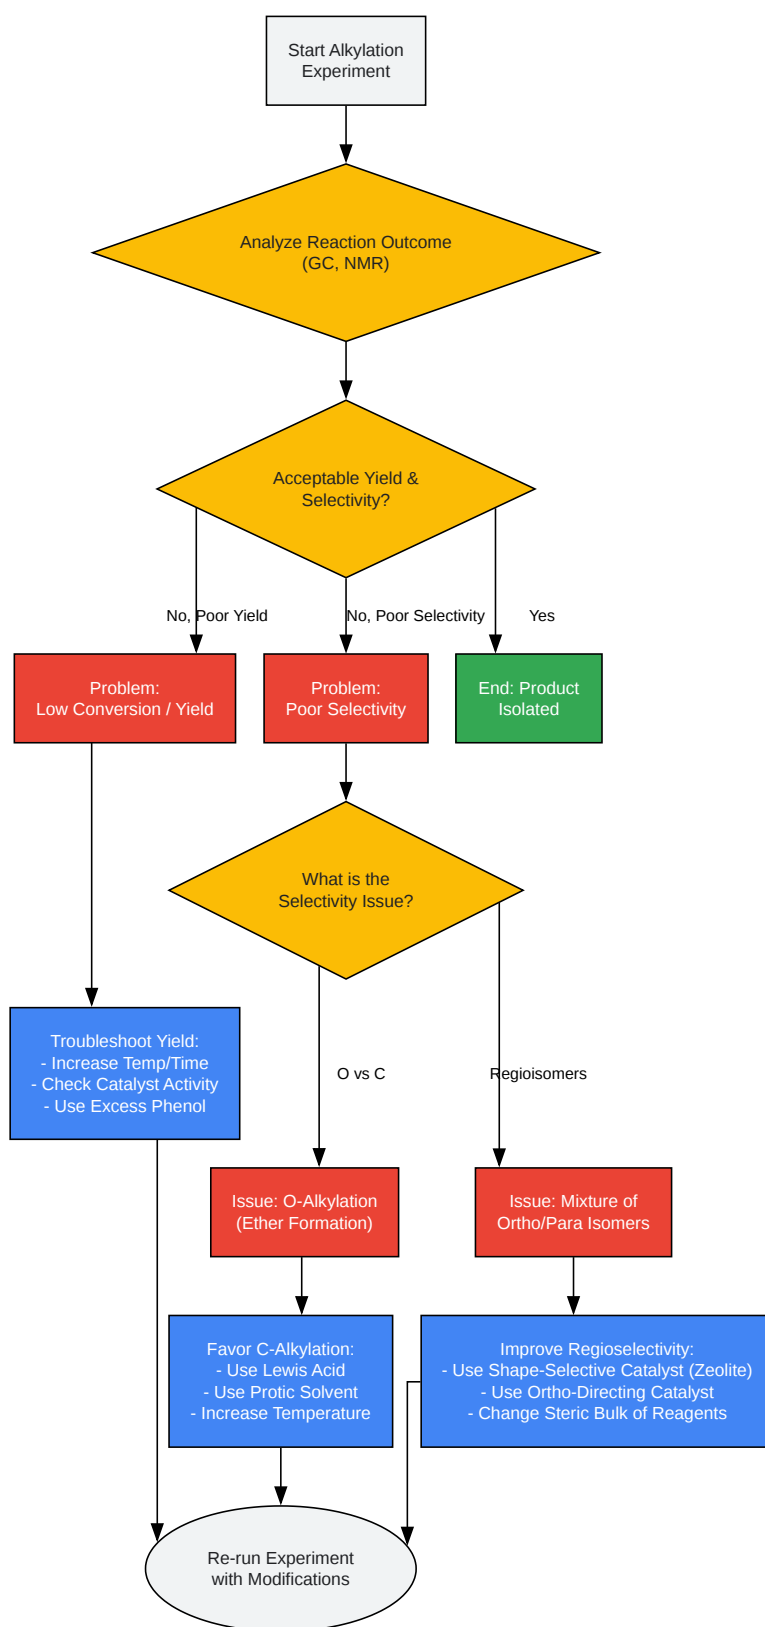 Start Alkylation
Experiment
Analyze Reaction Outcome
(GC, NMR)
Acceptable Yield &
Selectivity?
No, Poor Yield
No, Poor Selectivity
Yes
Problem:
Low Conversion / Yield
Problem:
Poor Selectivity
End: Product
Isolated
What is the
Selectivity Issue?
Troubleshoot Yield:
- Increase Temp/Time
- Check Catalyst Activity
- Use Excess Phenol
O vs C
Regioisomers
Issue: O-Alkylation
(Ether Formation)
Issue: Mixture of
Ortho/Para Isomers
Favor C-Alkylation:
- Use Lewis Acid
- Use Protic Solvent
- Increase Temperature
Improve Regioselectivity:
- Use Shape-Selective Catalyst (Zeolite)
- Use Ortho-Directing Catalyst
- Change Steric Bulk of Reagents
Re-run Experiment
with Modifications